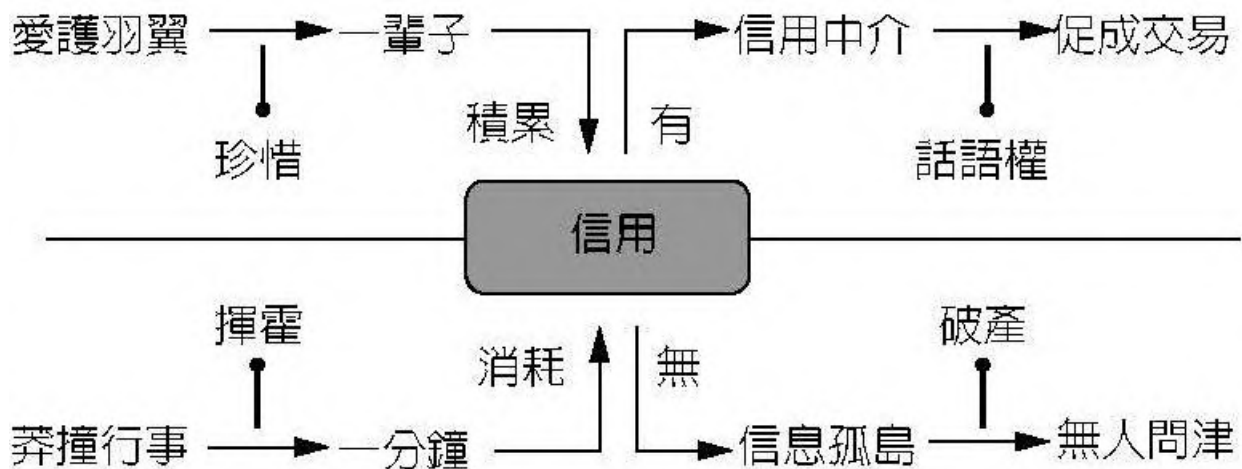 愛護羽翼 一輩子 信用中介 促成交易
積累 有
珍惜 話語權
信用
揮霍 破產
消耗 無
莽撞行事 一分鐘 信息孤島 無人問津